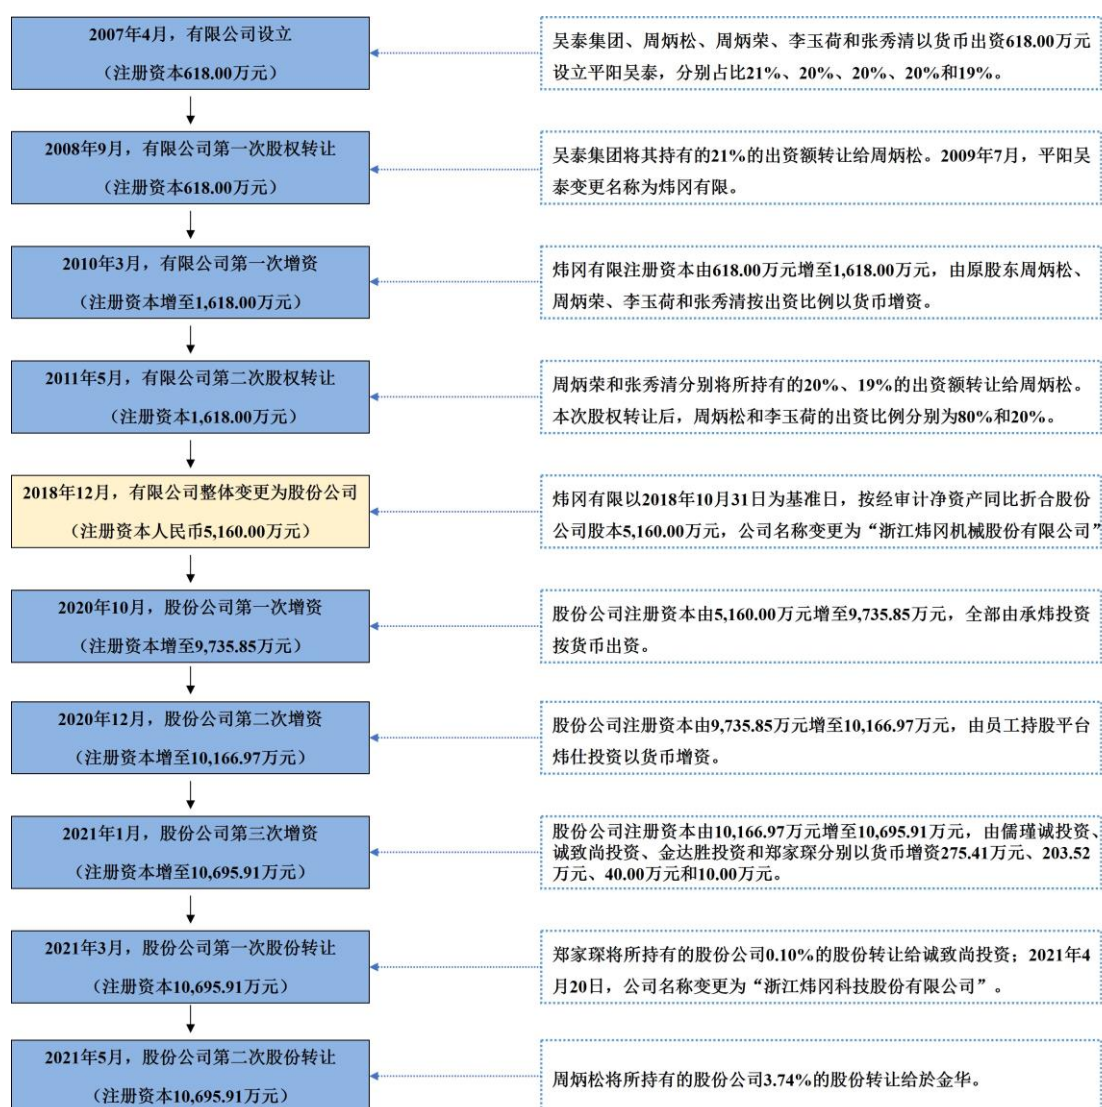 2007年4月，有限公司设立
（注册资本618.00万元）
吴泰集团、周炳松、周炳荣、李玉荷和张秀清以货币出资618.00万元
设立平阳吴泰，分别占比21%、20%、20%、20%和19%。
2008年9月，有限公司第一次股权转让
（注册资本618.00万元）
吴泰集团将其持有的21%的出资额转让给周炳松。2009年7月，平阳吴
泰变更名称为炜冈有限。
2010年3月，有限公司第一次增资
（注册资本增至1,618.00万元）
炜冈有限注册资本由618.00万元增至1,618.00万元，由原股东周炳松、
周炳荣、李玉荷和张秀清按出资比例以货币增资。
2011年5月，有限公司第二次股权转让
（注册资本1,618.00万元）
周炳荣和张秀清分别将所持有的20%、19%的出资额转让给周炳松。
本次股权转让后，周炳松和李玉荷的出资比例分别为80%和20%。
2018年12月，有限公司整体变更为股份公司
（注册资本人民币5,160.00万元）
炜冈有限以2018年10月31日为基准日，按经审计净资产同比折合股份
公司股本5,160.00万元，公司名称变更为“浙江炜冈机械股份有限公司”
2020年10月，股份公司第一次增资
（注册资本增至9,735.85万元）
股份公司注册资本由5,160.00万元增至9,735.85万元，全部由承炜投资
按货币出资。
2020年12月，股份公司第二次增资
（注册资本增至10,166.97万元）
股份公司注册资本由9,735.85万元增至10,166.97万元，由员工持股平台
炜仕投资以货币增资。
2021年1月，股份公司第三次增资
（注册资本增至10,695.91万元）
股份公司注册资本由10,166.97万元增至10,695.91万元，由儒瑾诚投资、
诚致尚投资、金达胜投资和郑家琛分别以货币增资275.41万元、203.52
万元、40.00万元和10.00万元。
2021年3月，股份公司第一次股份转让
（注册资本10,695.91万元）
郑家琛将所持有的股份公司0.10%的股份转让给诚致尚投资；2021年4
月20日，公司名称变更为“浙江炜冈科技股份有限公司”。
2021年5月，股份公司第二次股份转让
（注册资本10,695.91万元）
周炳松将所持有的股份公司3.74%的股份转让给於金华。